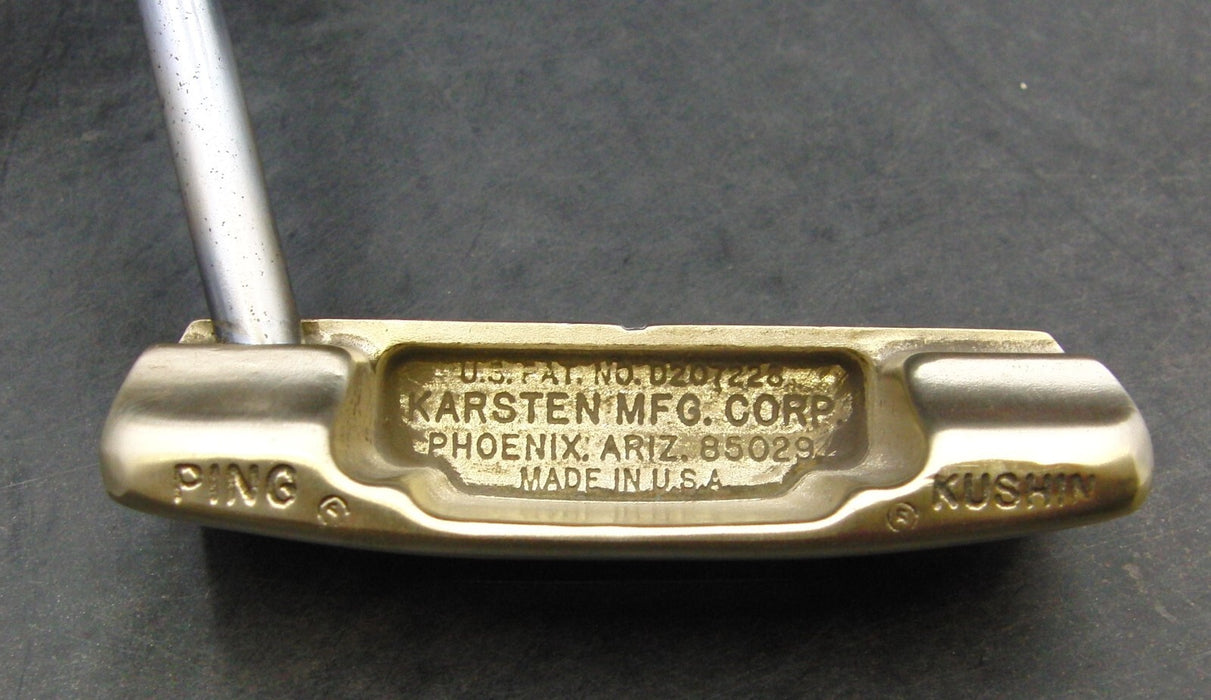 U.S. PAT. NO. D207228
KARSTEN MFG. CORP.
PHOENIX, ARIZ. 85029
MADE IN U.S.A
PING ®
® KUSHIN